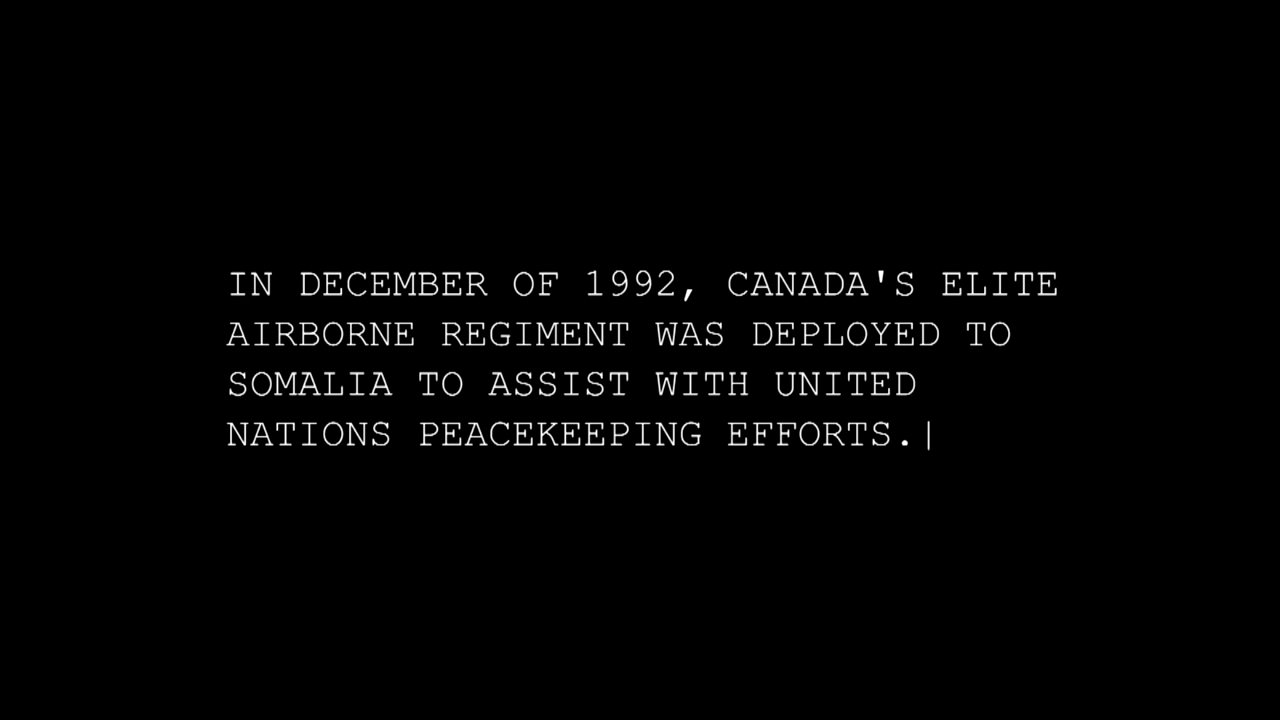 IN DECEMBER OF 1992, CANADA'S ELITE
AIRBORNE REGIMENT WAS DEPLOYED TO
SOMALIA TO ASSIST WITH UNITED
NATIONS PEACEKEEPING EFFORTS.|